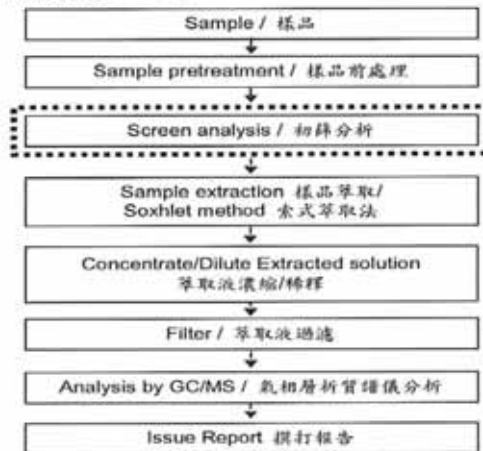 Sample / 樣品
Sample pretreatment / 樣品前處理
Screen analysis / 初篩分析
Sample extraction 樣品萃取/
Soxhlet method 索式萃取法
Concentrate/Dilute Extracted solution
萃取液濃縮/稀釋
Filter / 萃取液過濾
Analysis by GC/MS / 氣相層析質譜儀分析
Issue Report 撰打報告